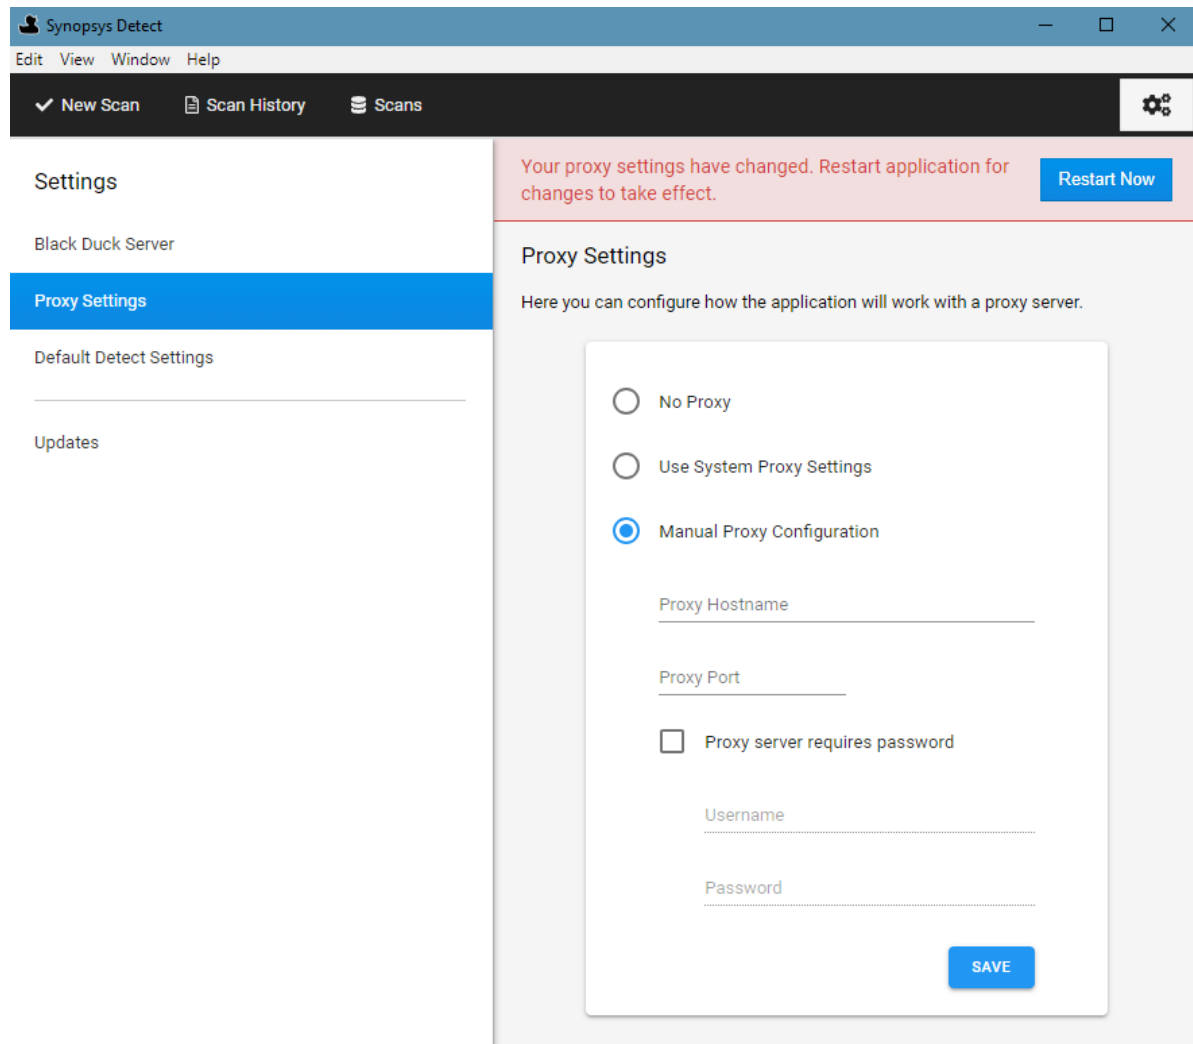 Synopsys Detect
Edit View Window Help
New Scan Scan History Scans
Settings
Black Duck Server
Proxy Settings
Default Detect Settings
Updates
Your proxy settings have changed. Restart application for
changes to take effect.
Restart Now
Proxy Settings
Here you can configure how the application will work with a proxy server.
No Proxy
Use System Proxy Settings
Manual Proxy Configuration
Proxy Hostname
Proxy Port
Proxy server requires password
Username
Password
SAVE